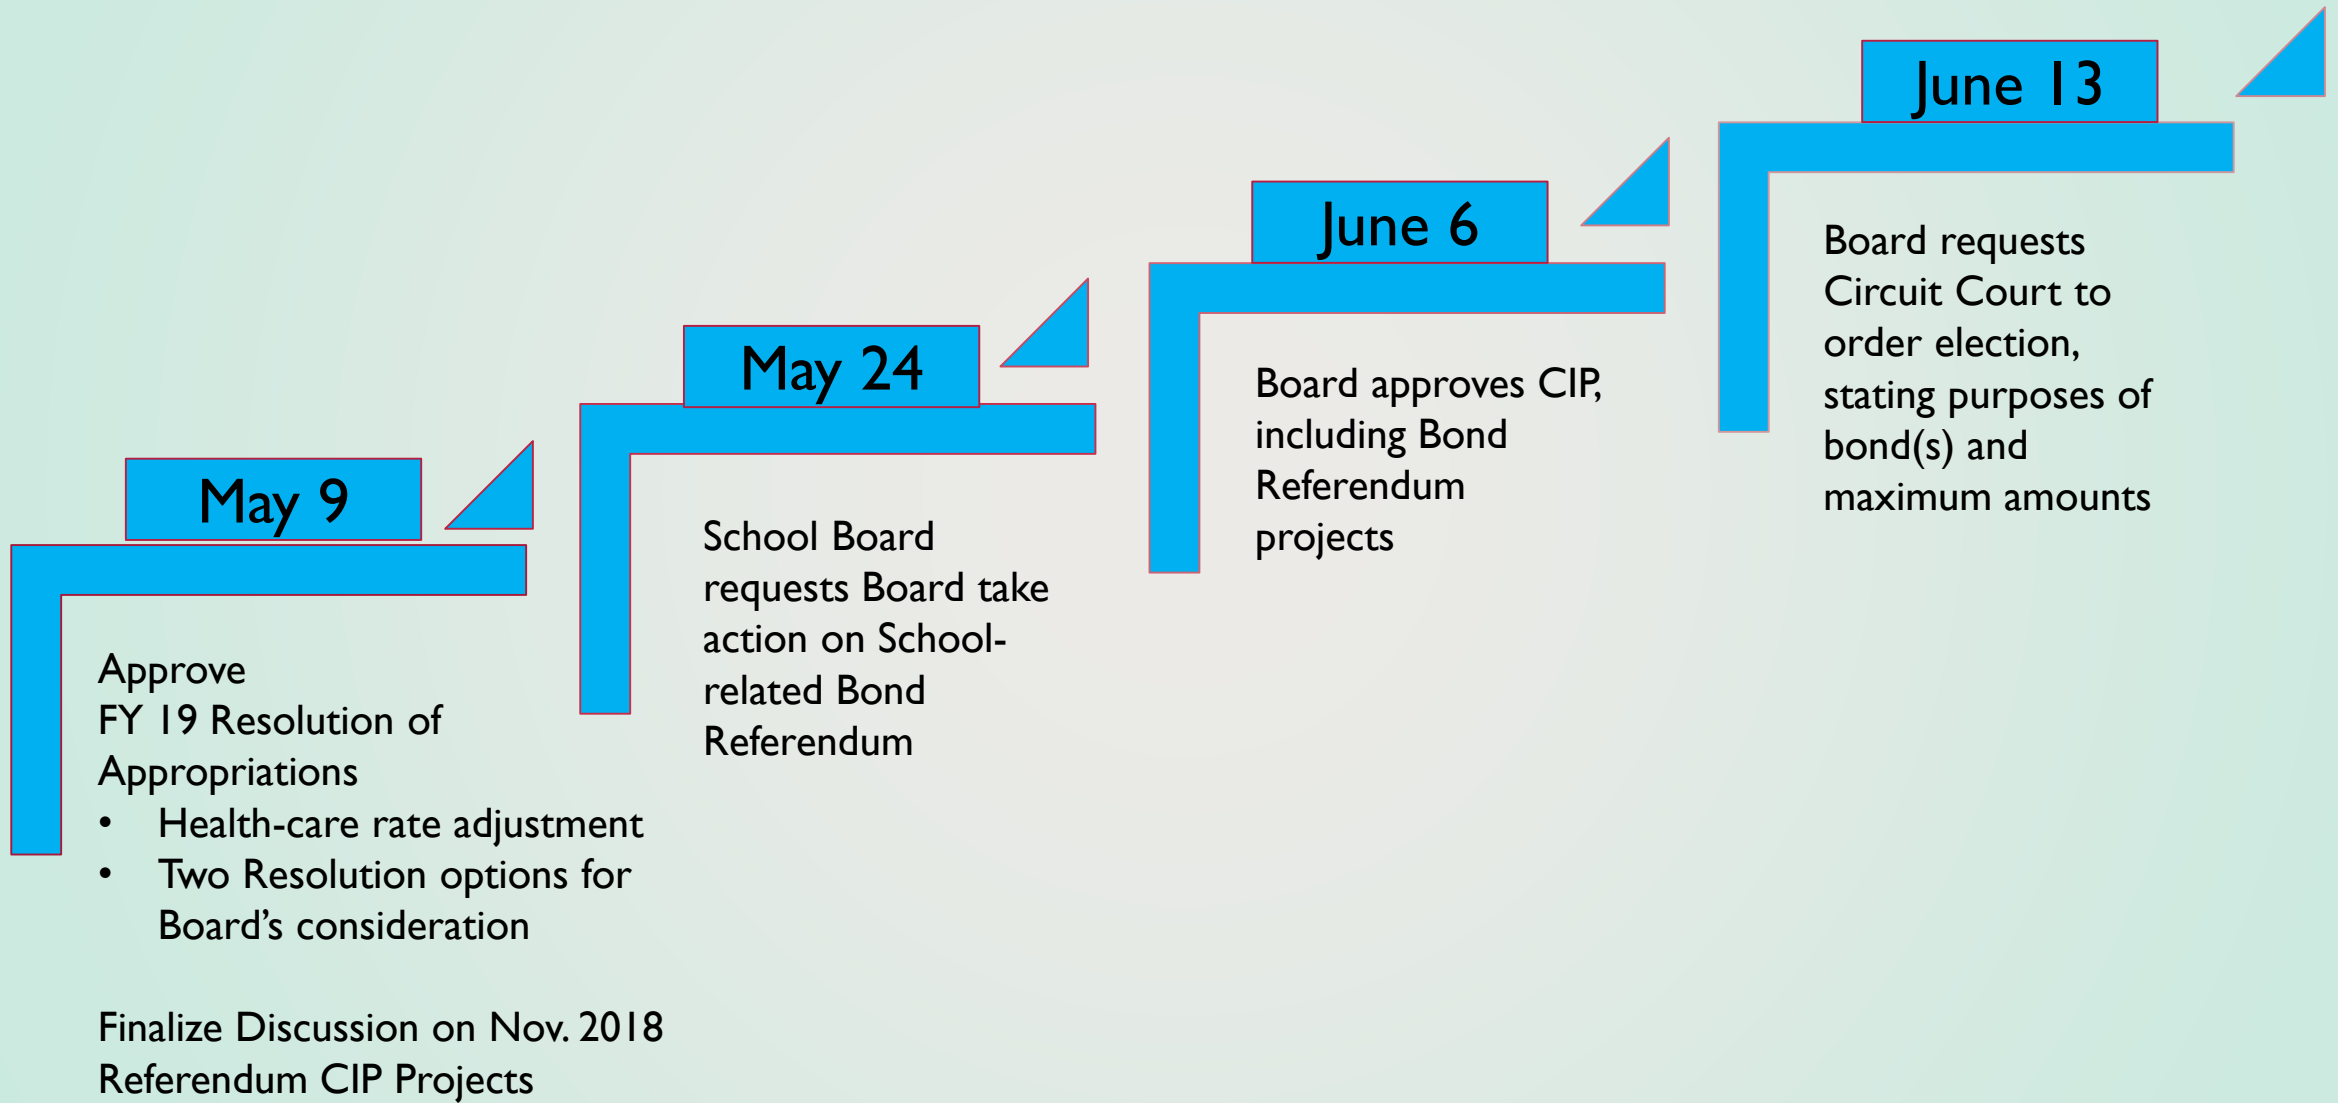 May 9
Approve
FY 19 Resolution of
Appropriations
• Health-care rate adjustment
• Two Resolution options for
Board’s consideration
Finalize Discussion on Nov. 2018
Referendum CIP Projects
May 24
School Board
requests Board take
action on School-
related Bond
Referendum
June 6
Board approves CIP,
including Bond
Referendum
projects
June 13
Board requests
Circuit Court to
order election,
stating purposes of
bond(s) and
maximum amounts